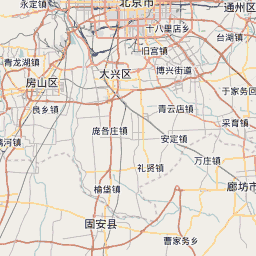 北京市
永定镇
通州区
十八里店乡
台湖镇
旧宫镇
青龙湖镇
大兴区
博兴街道
房山区
于家务回
良乡镇
青云店镇
采育镇
庞各庄镇
安定镇
万庄镇
礼贤镇
榆垡镇
廊坊市
固安县
曹家务乡